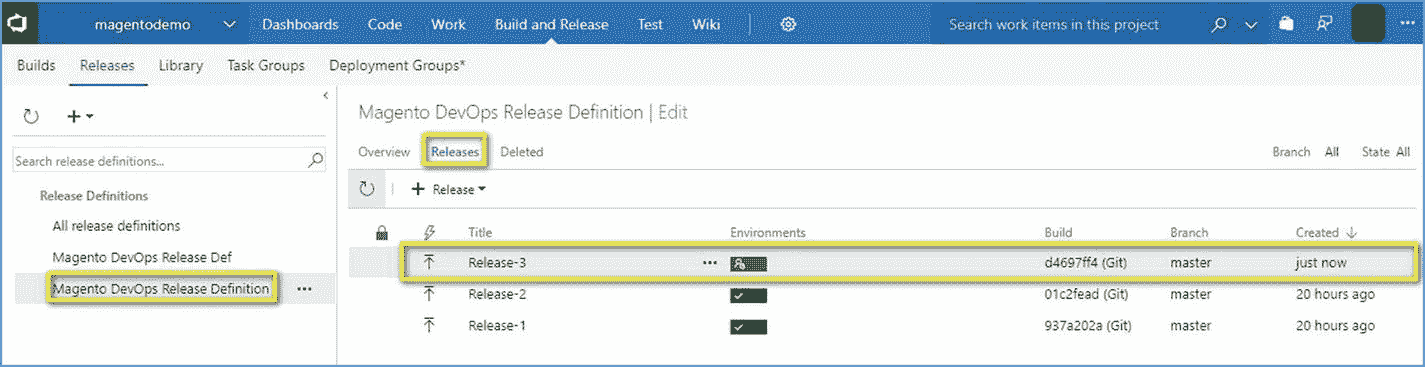 magentodemo Dashboards Code Work Build and Release Test Wiki Search work items in this project
Builds Releases Library Task Groups Deployment Groups*
Magento DevOps Release Definition | Edit
Overview Releases Deleted Branch All State All
Search release definitions...
Release Definitions
All release definitions
Magento DevOps Release Def
Magento DevOps Release Definition
+ Release
Title Environments Build Branch Created
Release-3 d4697ff4 (Git) master just now
Release-2 01c2fead (Git) master 20 hours ago
Release-1 937a202a (Git) master 20 hours ago